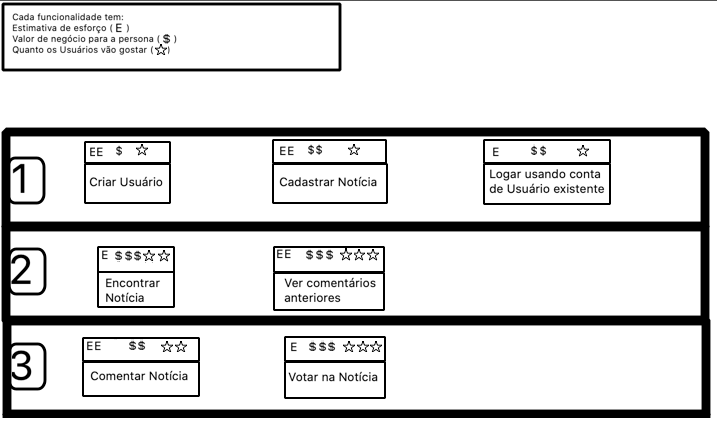 Cada funcionalidade tem:
Estimativa de esforço ( E )
Valor de negócio para a persona ( $ )
Quanto os Usuários vão gostar ( ☆ )
1
EE $ ☆
Criar Usuário
EE $$ ☆
Cadastrar Notícia
E $$ ☆
Logar usando conta
de Usuário existente
2
E $$$☆☆
Encontrar
Notícia
EE $$$ ☆☆☆
Ver comentários
anteriores
3
EE $$ ☆☆
Comentar Notícia
E $$$ ☆☆☆
Votar na Notícia